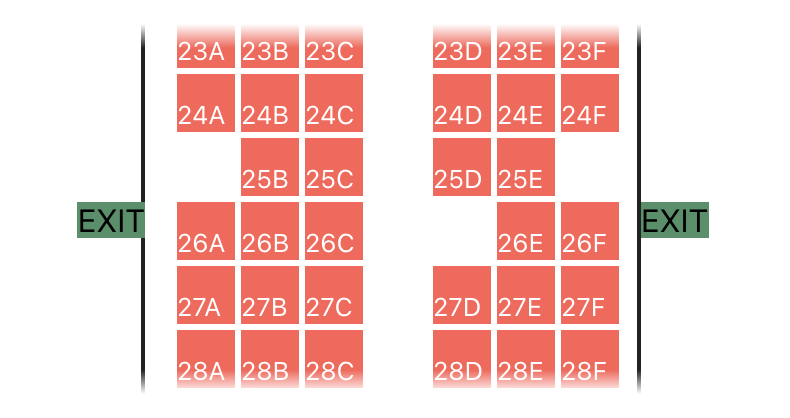 23A 23B 23C 23D 23E 23F
24A 24B 24C 24D 24E 24F
25B 25C 25D 25E
EXIT EXIT
26A 26B 26C 26E 26F
27A 27B 27C 27D 27E 27F
28A 28B 28C 28D 28E 28F